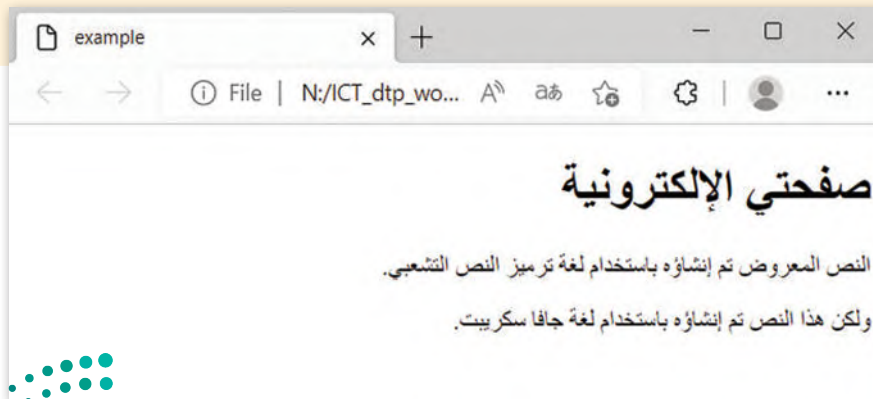 example
File | N:/ICT_dtp_wo...
صفحتي الإلكترونية
النص المعروض تم إنشاؤه باستخدام لغة ترميز النص التشعبي.
ولكن هذا النص تم إنشاؤه باستخدام لغة جافا سكريبت.